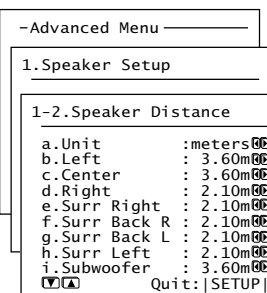 -Advanced Menu
1.Speaker Setup
1-2.Speaker Distance
a.Unit :meters
b.Left : 3.60m
c.Center : 3.60m
d.Right : 2.10m
e.Surr Right : 2.10m
f.Surr Back R : 2.10m
g.Surr Back L : 2.10m
h.Surr Left : 2.10m
i.Subwoofer : 3.60m
Quit:|SETUP|